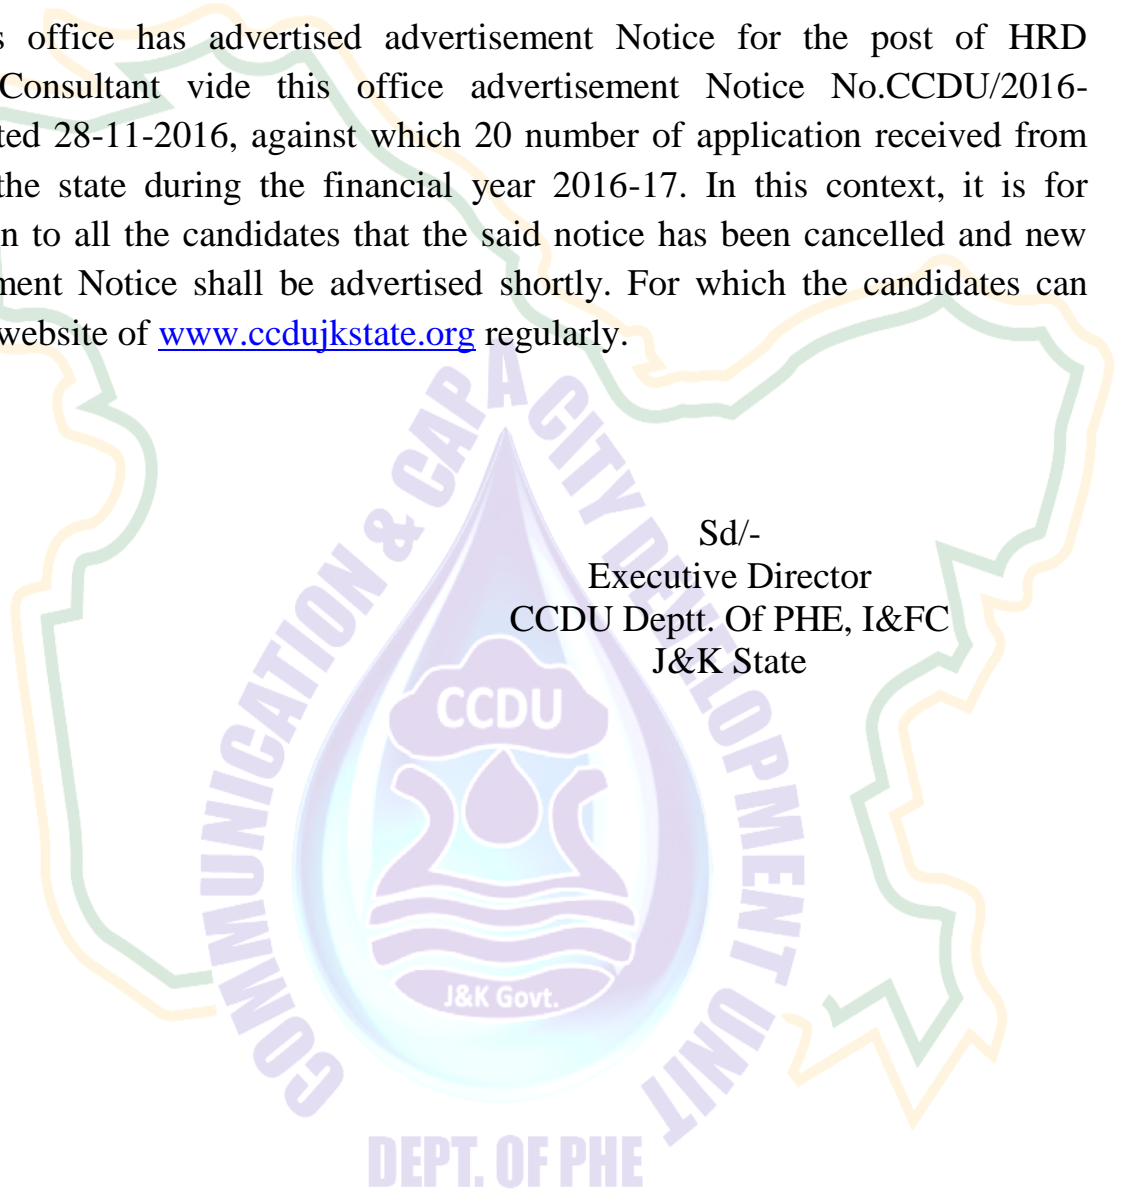 s office has advertised advertisement Notice for the post of HRD
Consultant vide this office advertisement Notice No.CCDU/2016-
ted 28-11-2016, against which 20 number of application received from
the state during the financial year 2016-17. In this context, it is for
n to all the candidates that the said notice has been cancelled and new
ment Notice shall be advertised shortly. For which the candidates can
website of www.ccdujkstate.org regularly.
Sd/-
Executive Director
CCDU Deptt. Of PHE, I&FC
J&K State
COMMUNICATION & CAPACITY DEVELOPMENT UNIT
CCDU
J&K Govt.
DEPT. OF PHE